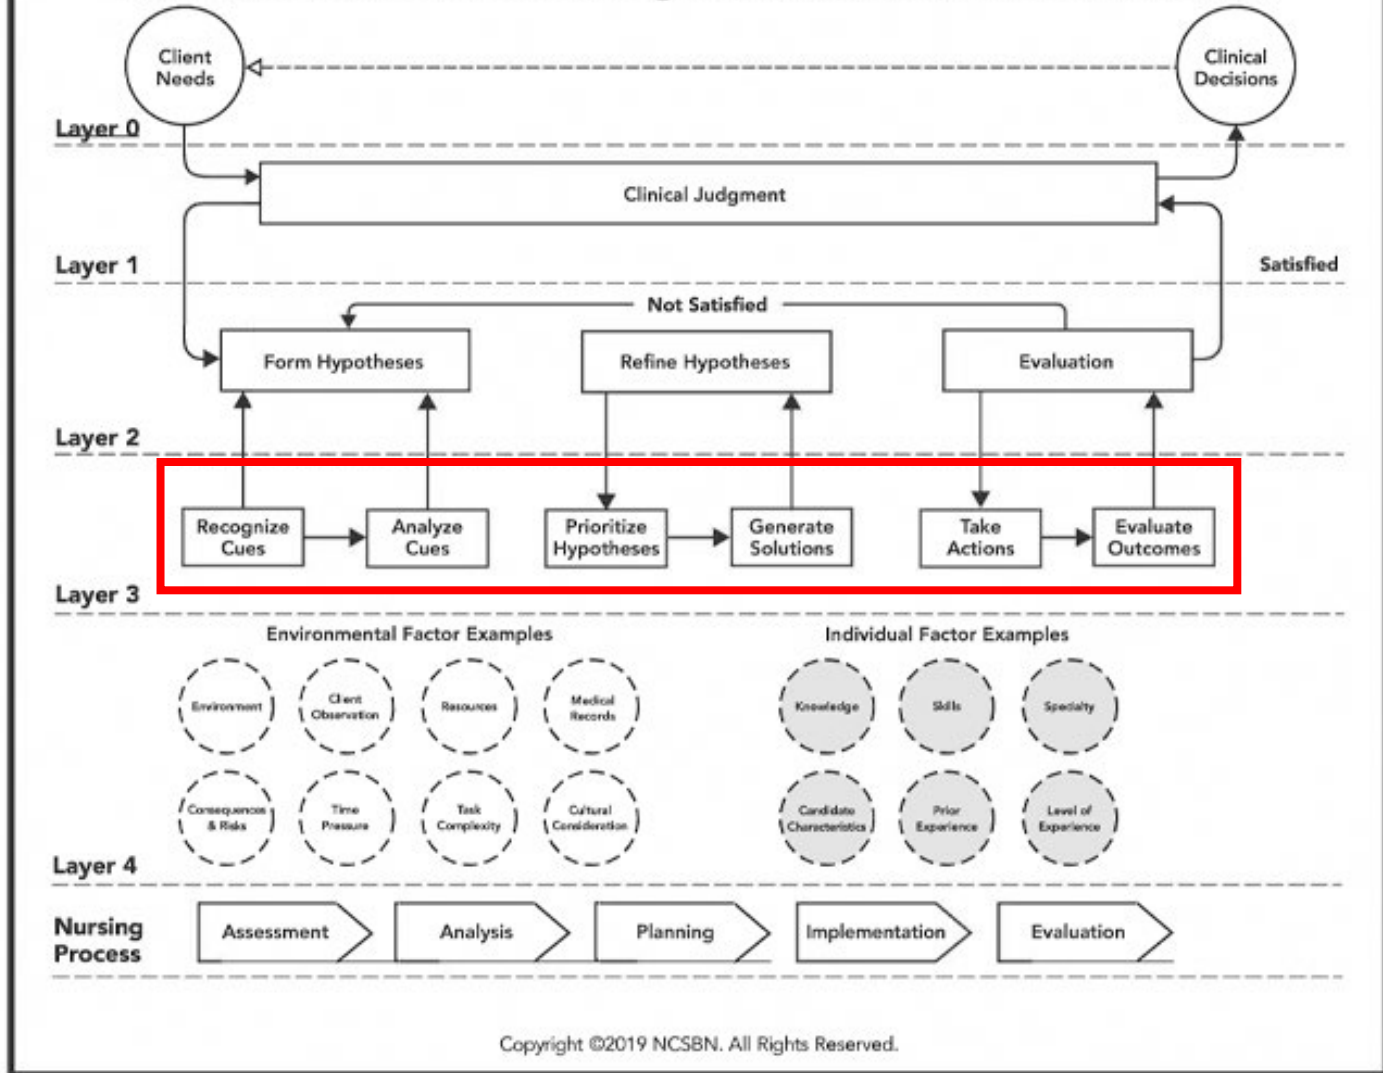 Client
Needs
Clinical
Decisions
Layer 0
Clinical Judgment
Layer 1
Satisfied
Not Satisfied
Form Hypotheses
Refine Hypotheses
Evaluation
Layer 2
Recognize
Cues
Analyze
Cues
Prioritize
Hypotheses
Generate
Solutions
Take
Actions
Evaluate
Outcomes
Layer 3
Environmental Factor Examples
Individual Factor Examples
Environment
Client
Observation
Resources
Medical
Records
Knowledge
Skills
Specialty
Consequences
& Risks
Time
Pressure
Task
Complexity
Cultural
Consideration
Candidate
Characteristics
Prior
Experience
Level of
Experience
Layer 4
Nursing
Process
Assessment
Analysis
Planning
Implementation
Evaluation
Copyright ©2019 NCSBN. All Rights Reserved.